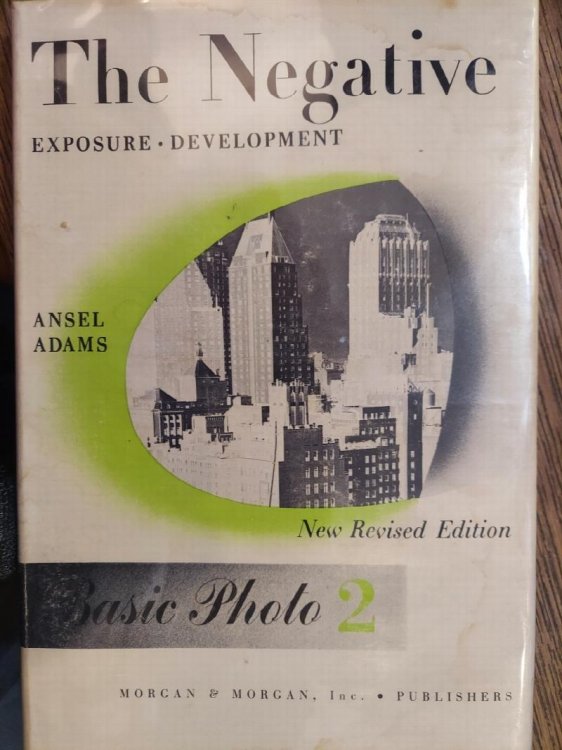 The Negative
EXPOSURE • DEVELOPMENT
ANSEL
ADAMS
New Revised Edition
Basic Photo 2
MORGAN & MORGAN, Inc. • PUBLISHERS